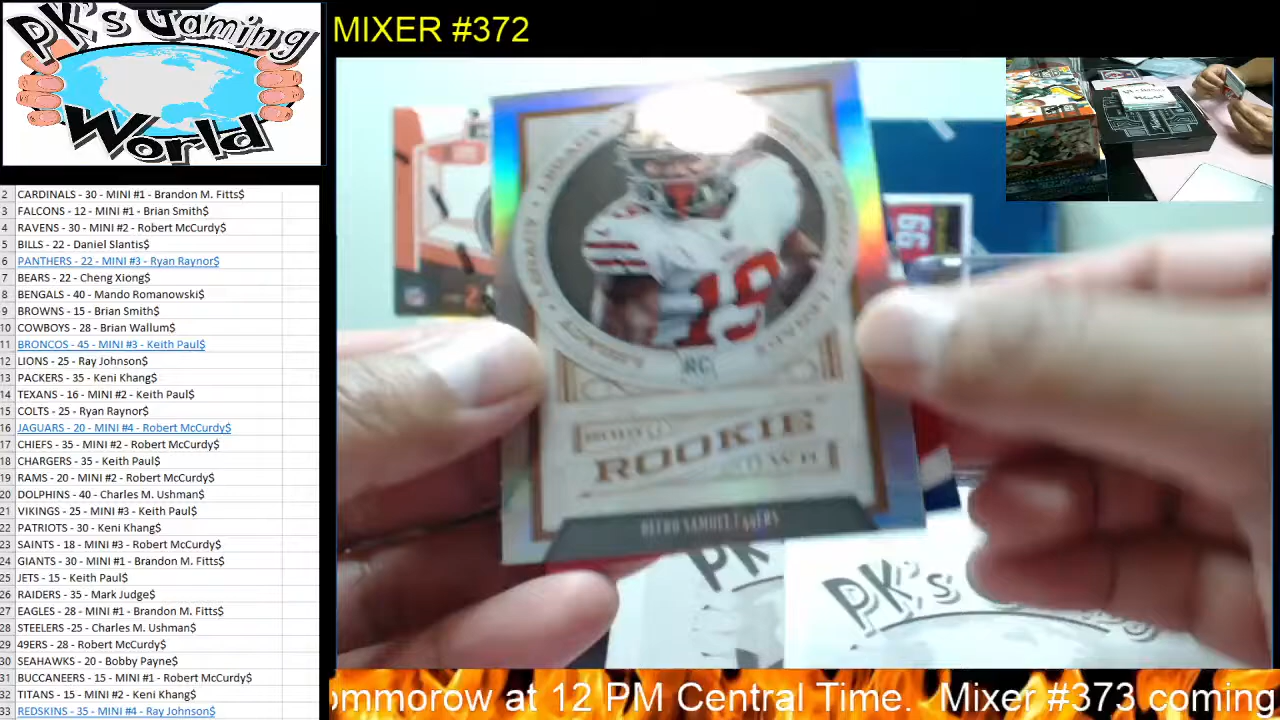 PK's Gaming
World
MIXER #372
2 CARDINALS - 30 - MINI #1 - Brandon M. Fitts$
3 FALCONS - 12 - MINI #1 - Brian Smith$
4 RAVENS - 30 - MINI #2 - Robert McCurdy$
5 BILLS - 22 - Daniel Slantis$
6 PANTHERS - 22 - MINI #3 - Ryan Raynor$
7 BEARS - 22 - Cheng Xiong$
8 BENGALS - 40 - Mando Romanowski$
9 BROWNS - 15 - Brian Smith$
10 COWBOYS - 28 - Brian Wallum$
11 BRONCOS - 45 - MINI #3 - Keith Paul$
12 LIONS - 25 - Ray Johnson$
13 PACKERS - 35 - Keni Khang$
14 TEXANS - 16 - MINI #2 - Keith Paul$
15 COLTS - 25 - Ryan Raynor$
16 JAGUARS - 20 - MINI #4 - Robert McCurdy$
17 CHIEFS - 35 - MINI #2 - Robert McCurdy$
18 CHARGERS - 35 - Keith Paul$
19 RAMS - 20 - MINI #2 - Robert McCurdy$
20 DOLPHINS - 40 - Charles M. Ushman$
21 VIKINGS - 25 - MINI #3 - Keith Paul$
22 PATRIOTS - 30 - Keni Khang$
23 SAINTS - 18 - MINI #3 - Robert McCurdy$
24 GIANTS - 30 - MINI #1 - Brandon M. Fitts$
25 JETS - 15 - Keith Paul$
26 RAIDERS - 35 - Mark Judge$
27 EAGLES - 28 - MINI #1 - Brandon M. Fitts$
28 STEELERS -25 - Charles M. Ushman$
29 49ERS - 28 - Robert McCurdy$
30 SEAHAWKS - 20 - Bobby Payne$
31 BUCCANEERS - 15 - MINI #1 - Robert McCurdy$
32 TITANS - 15 - MINI #2 - Keni Khang$
33 REDSKINS - 35 - MINI #4 - Ray Johnson$
99
19
RC
ROOKIE
DEEBO SAMUEL / 49ERS
PK's
PK's
ommorow at 12 PM Central Time. Mixer #373 coming